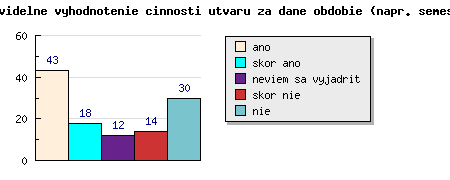 videlne vyhodnotenie cinnosti utvaru za dane obdobie (napr. semes
60
40
20
0
43
18
12
14
30
ano
skor ano
neviem sa vyjadrit
skor nie
nie